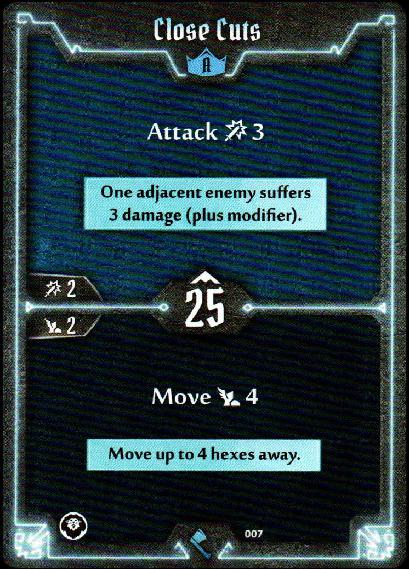 Close Cuts
A
Attack 3
One adjacent enemy suffers
3 damage (plus modifier).
2
25
2
Move 4
Move up to 4 hexes away.
007